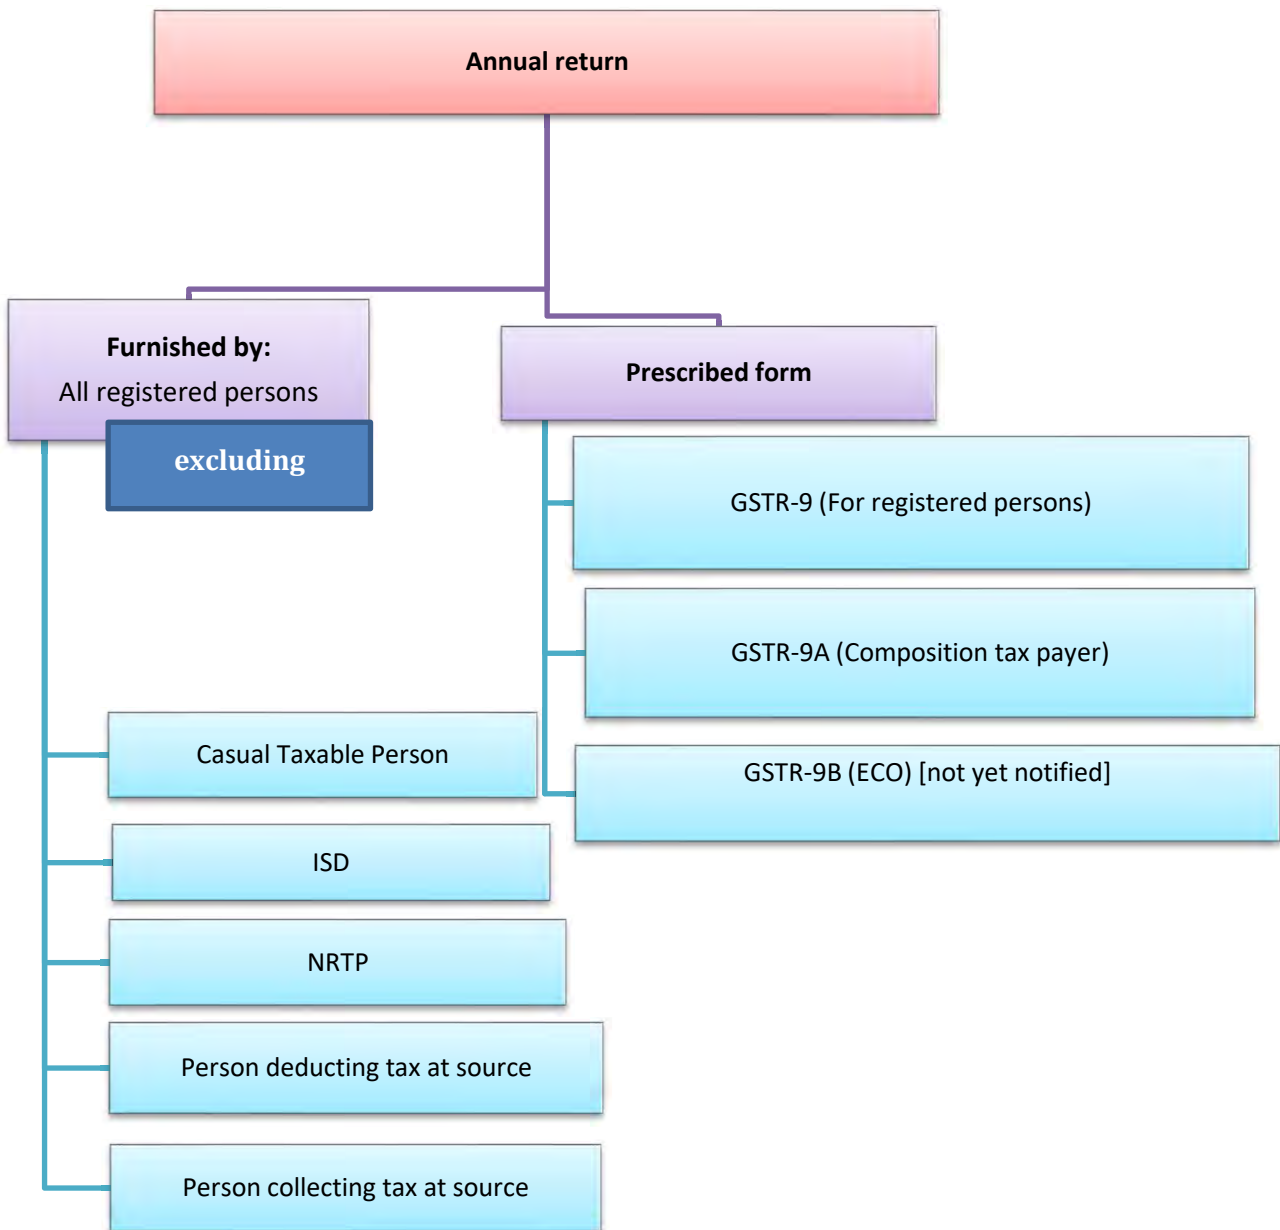 Annual return
Furnished by:
All registered persons
excluding
Casual Taxable Person
ISD
NRTP
Person deducting tax at source
Person collecting tax at source
Prescribed form
GSTR-9 (For registered persons)
GSTR-9A (Composition tax payer)
GSTR-9B (ECO) [not yet notified]